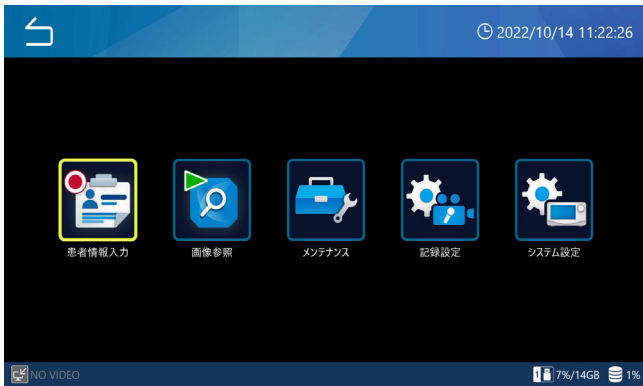 2022/10/14 11:22:26
患者情報入力
画像参照
メンテナンス
記録設定
システム設定
NO VIDEO
1 7%/14GB 1%